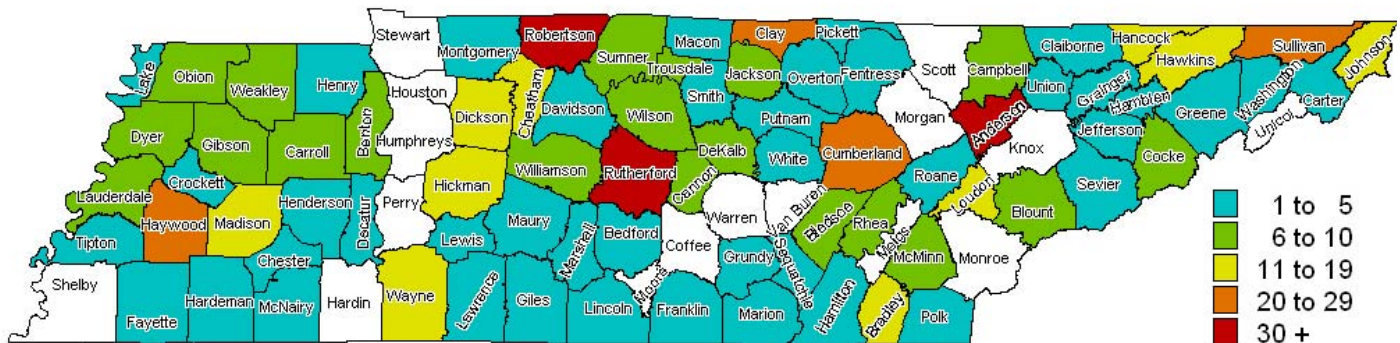 Stewart
Robertson
Montgomery
Sumner
Macon
Clay
Pickett
Trousdale
Jackson
Overton
Fentress
Scott
Campbell
Claiborne
Hancock
Hawkins
Sullivan
Johnson
Lake
Obion
Weakley
Henry
Houston
Dickson
Cheatham
Davidson
Wilson
Smith
Putnam
Morgan
Anderson
Union
Grainger
Hamblen
Greene
Washington
Carter
Unicoi
Dyer
Gibson
Carroll
Benton
Humphreys
Hickman
Williamson
Rutherford
Cannon
DeKalb
White
Cumberland
Roane
Knox
Jefferson
Cocke
Sevier
Lauderdale
Crockett
Haywood
Madison
Henderson
Decatur
Perry
Lewis
Maury
Marshall
Bedford
Coffee
Warren
Van Buren
Bledsoe
Rhea
Meigs
Loudon
Blount
McMinn
Monroe
Tipton
Chester
Grundy
Sequatchie
Shelby
Fayette
Hardeman
McNairy
Hardin
Wayne
Lawrence
Giles
Lincoln
Moore
Franklin
Marion
Hamilton
Bradley
Polk
1 to 5
6 to 10
11 to 19
20 to 29
30 +